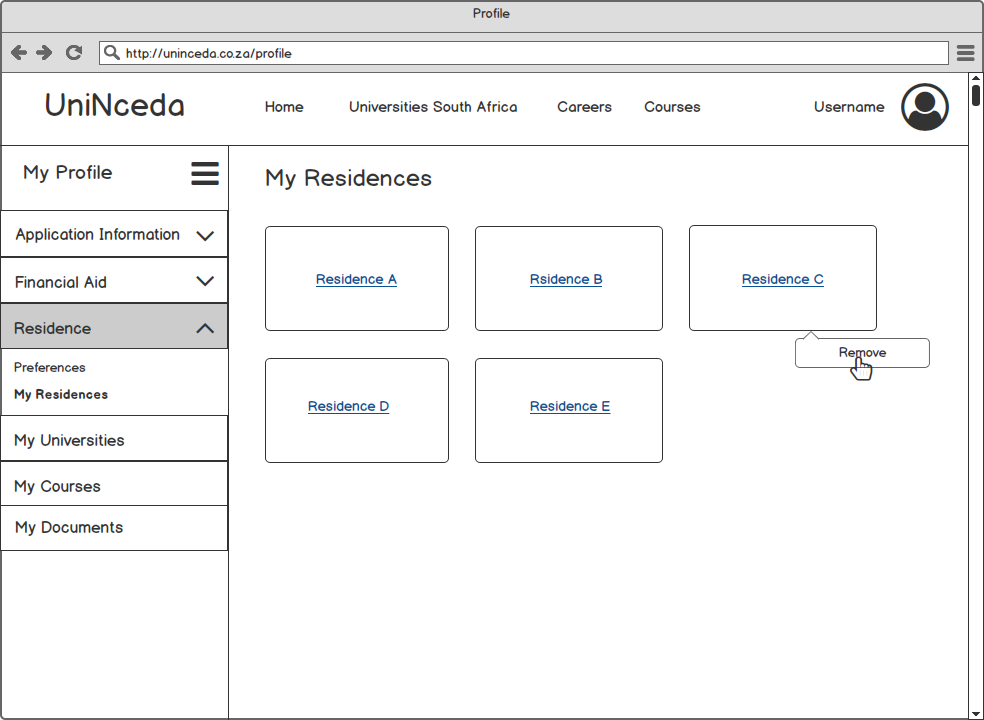 Profile
http://uninceda.co.za/profile
UniNceda
Home
Universities South Africa
Careers
Courses
Username
My Profile
Application Information
Financial Aid
Residence
Preferences
My Residences
My Universities
My Courses
My Documents
My Residences
Residence A
Rsidence B
Residence C
Remove
Residence D
Residence E